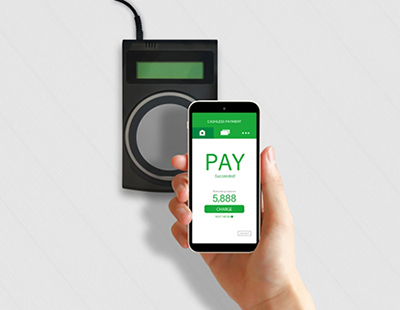 CASHLESS PAYMENT
PAY
Succeeded!
5,888
CHARGE